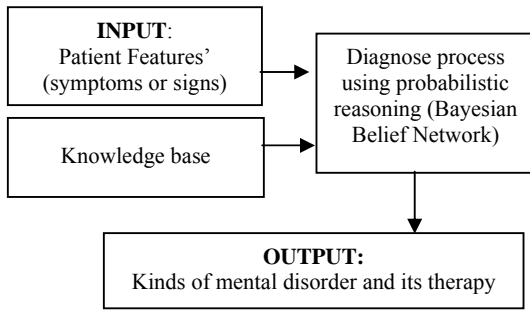 INPUT:
Patient Features’
(symptoms or signs)
Knowledge base
Diagnose process
using probabilistic
reasoning (Bayesian
Belief Network)
OUTPUT:
Kinds of mental disorder and its therapy